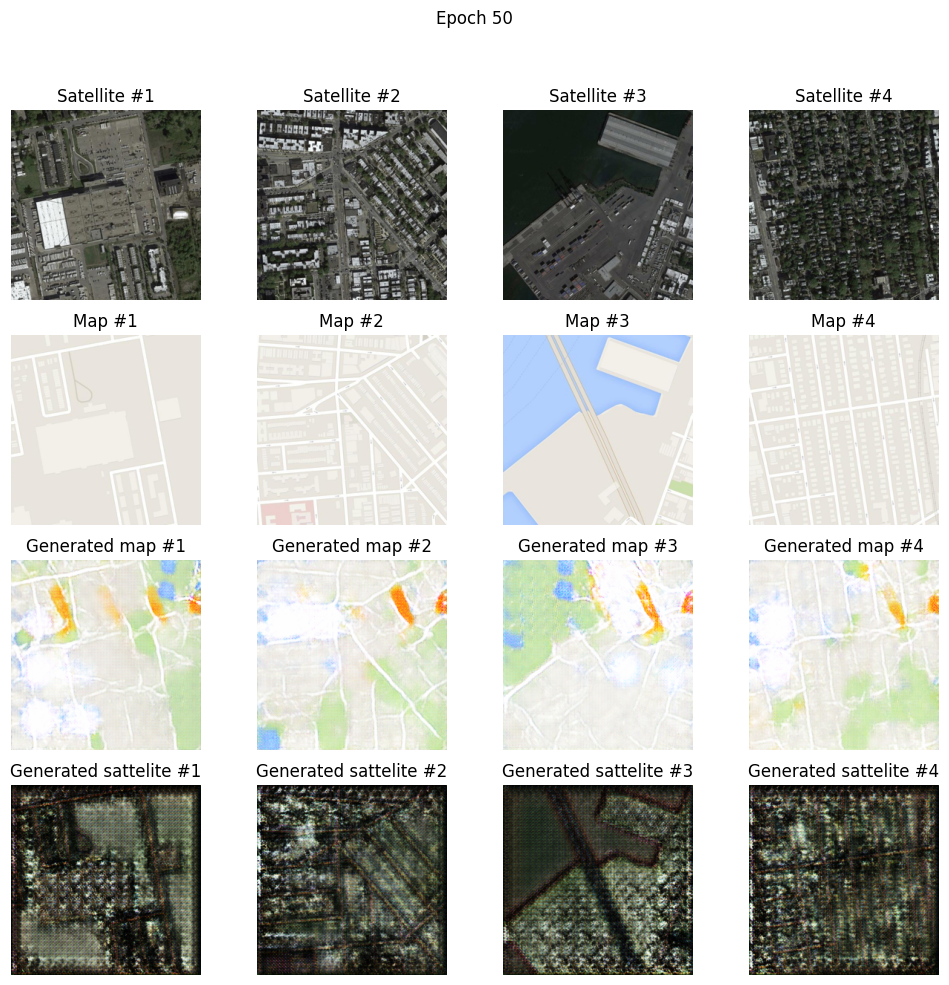 Epoch 50
Satellite #1
Satellite #2
Satellite #3
Satellite #4
Map #1
Map #2
Map #3
Map #4
Generated map #1
Generated map #2
Generated map #3
Generated map #4
Generated sattelite #1
Generated sattelite #2
Generated sattelite #3
Generated sattelite #4